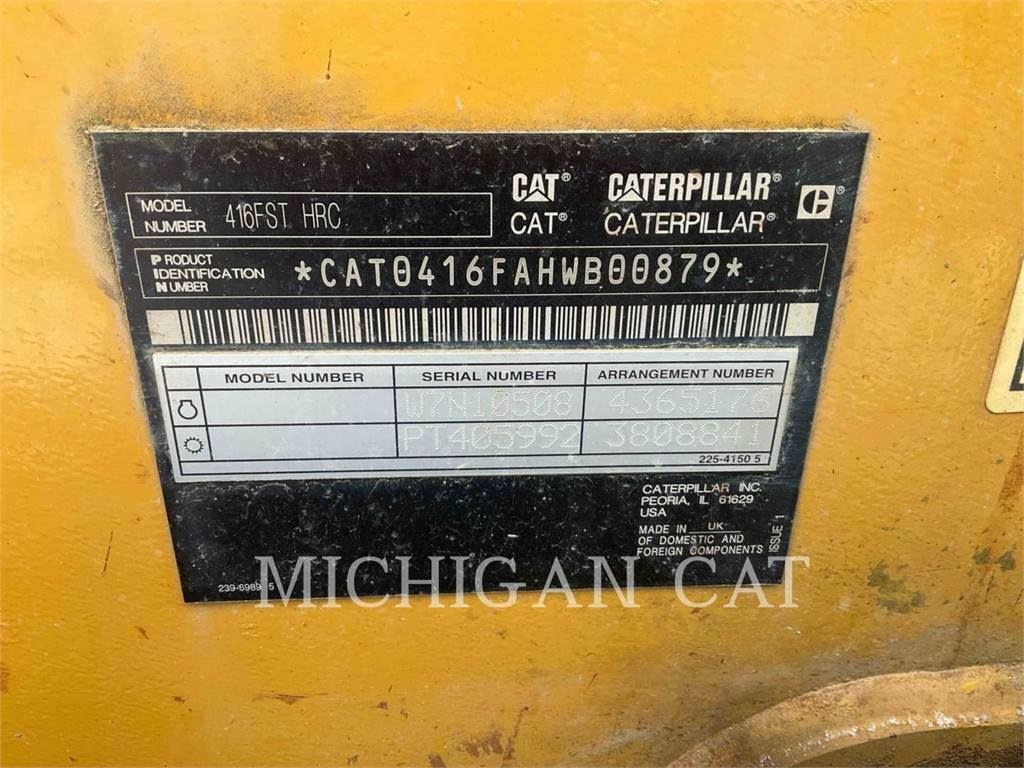 CAT® CATERPILLAR®
MODEL NUMBER 416FST HRC
CAT® CATERPILLAR®
PRODUCT IDENTIFICATION NUMBER *CAT0416FAHWB00879*
MODEL NUMBER SERIAL NUMBER ARRANGEMENT NUMBER
W7N10508 4365176
PT405992 3808841
225-4150 5
CATERPILLAR INC.
PEORIA, IL 61629
USA
MADE IN UK
OF DOMESTIC AND
FOREIGN COMPONENTS
ISSUE 1
239-6989 5
MICHIGAN CAT